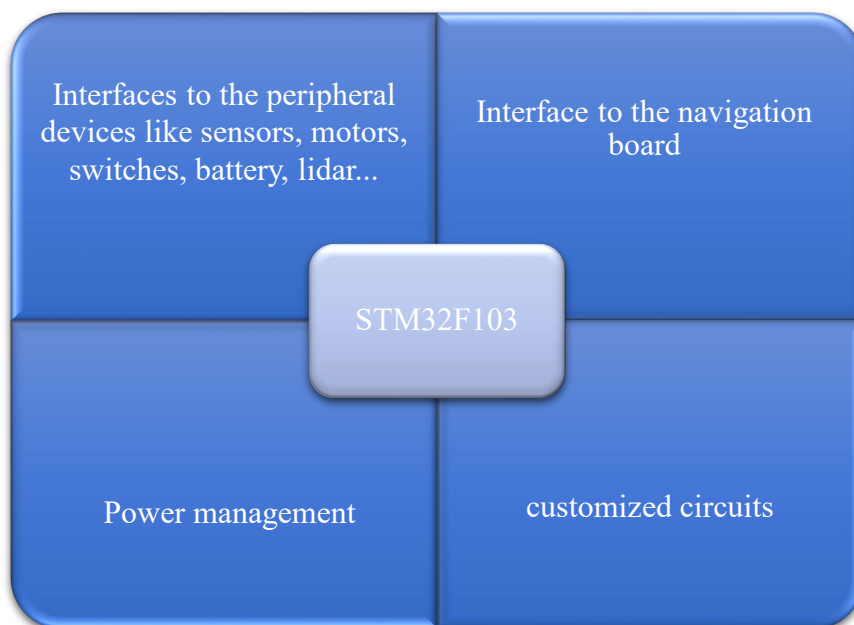 Interfaces to the peripheral
devices like sensors, motors,
switches, battery, lidar...
Interface to the navigation
board
STM32F103
Power management
customized circuits